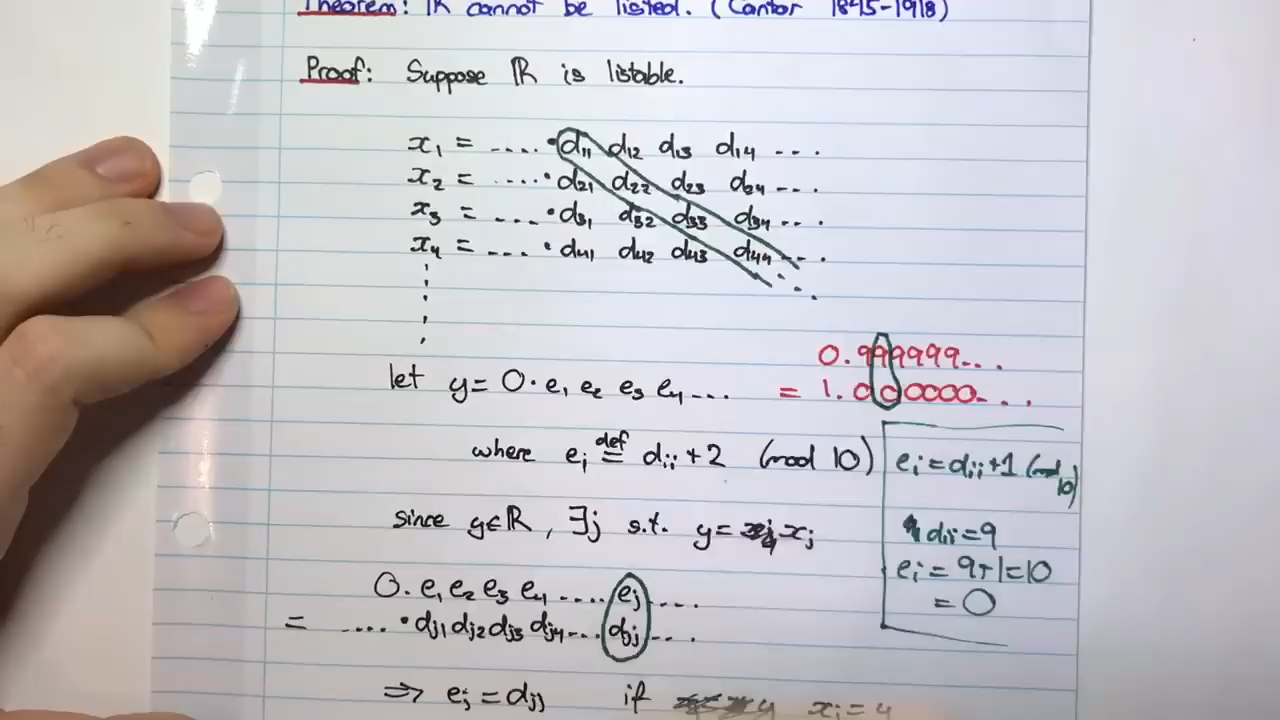 Theorem: ℝ cannot be listed. (Cantor 1845-1918)
Proof: Suppose ℝ is listable.
x₁ = ....·d₁₁ d₁₂ d₁₃ d₁₄ ...
x₂ = ....·d₂₁ d₂₂ d₂₃ d₂₄ ...
x₃ = ....·d₃₁ d₃₂ d₃₃ d₃₄ ...
x₄ = ....·d₄₁ d₄₂ d₄₃ d₄₄ ...
0.999999...
let y = 0·e₁ e₂ e₃ e₄ ...
= 1.000000...
where eᵢ ≝ dᵢᵢ + 2 (mod 10)
eᵢ = dᵢᵢ + 1 (mod 10)
since y∈ℝ, ∃j s.t. y = xⱼ
dᵢᵢ = 9
eᵢ = 9+1 = 10
= 0
0.e₁ e₂ e₃ e₄ .... eⱼ ....
= ....·dⱼ₁ dⱼ₂ dⱼ₃ dⱼ₄ ... dⱼⱼ ...
⇒ eⱼ = dⱼⱼ if